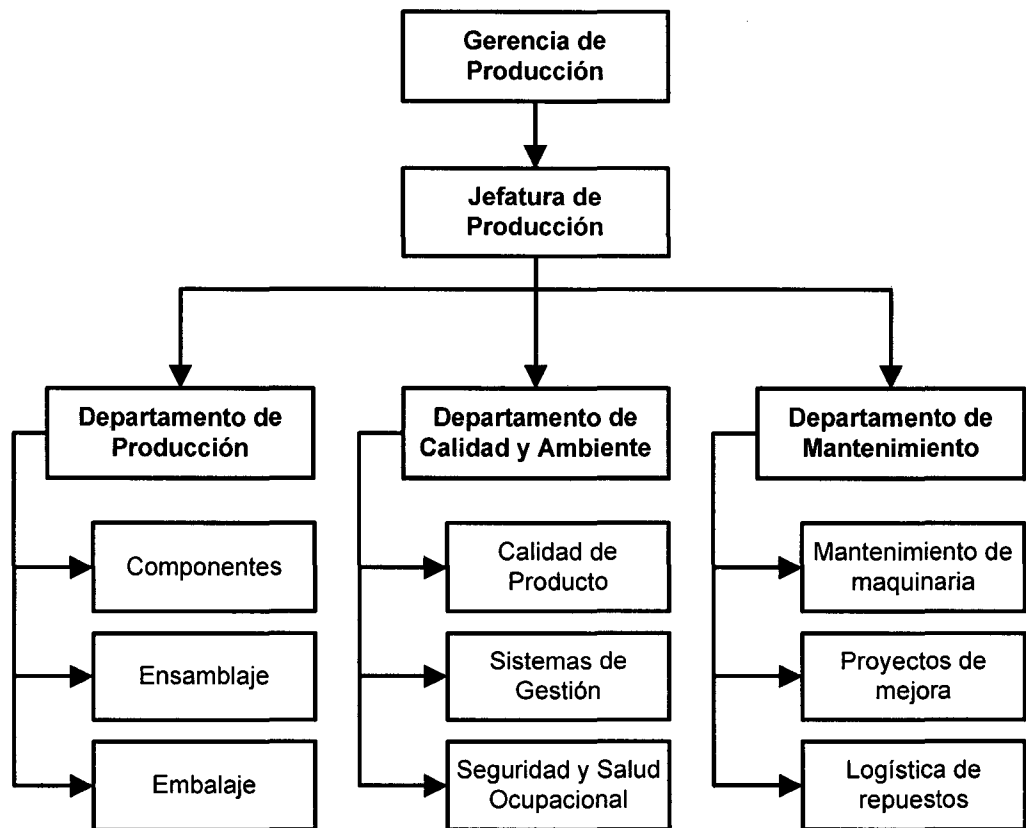 Gerencia de
Producción
Jefatura de
Producción
Departamento de
Producción
Componentes
Ensamblaje
Embalaje
Departamento de
Calidad y Ambiente
Calidad de
Producto
Sistemas de
Gestión
Seguridad y Salud
Ocupacional
Departamento de
Mantenimiento
Mantenimiento de
maquinaria
Proyectos de
mejora
Logística de
repuestos